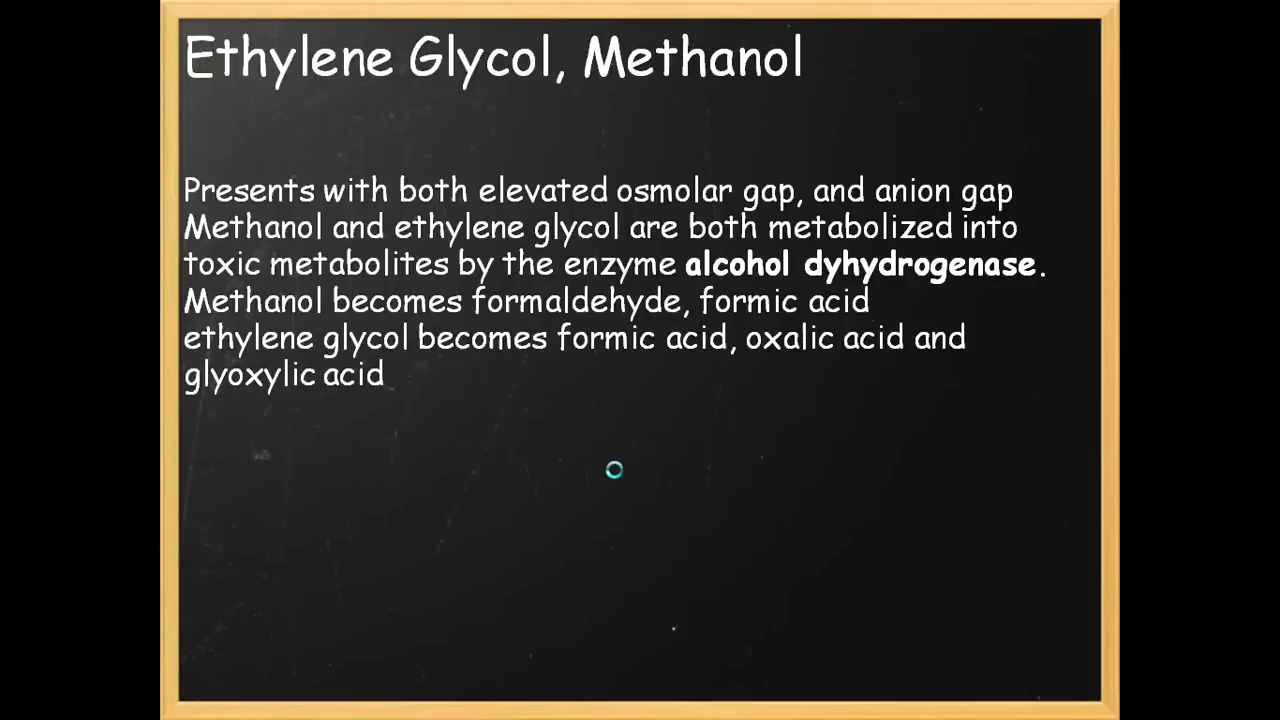 Ethylene Glycol, Methanol
Presents with both elevated osmolar gap, and anion gap
Methanol and ethylene glycol are both metabolized into
toxic metabolites by the enzyme alcohol dyhydrogenase.
Methanol becomes formaldehyde, formic acid
ethylene glycol becomes formic acid, oxalic acid and
glyoxylic acid